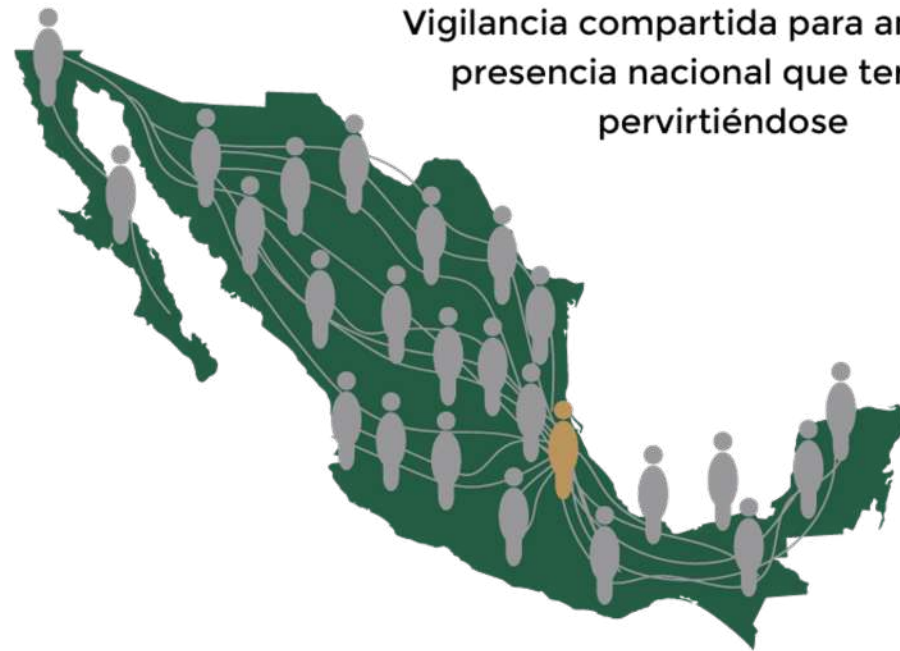 Vigilancia compartida para
presencia nacional que
pervirtiéndose